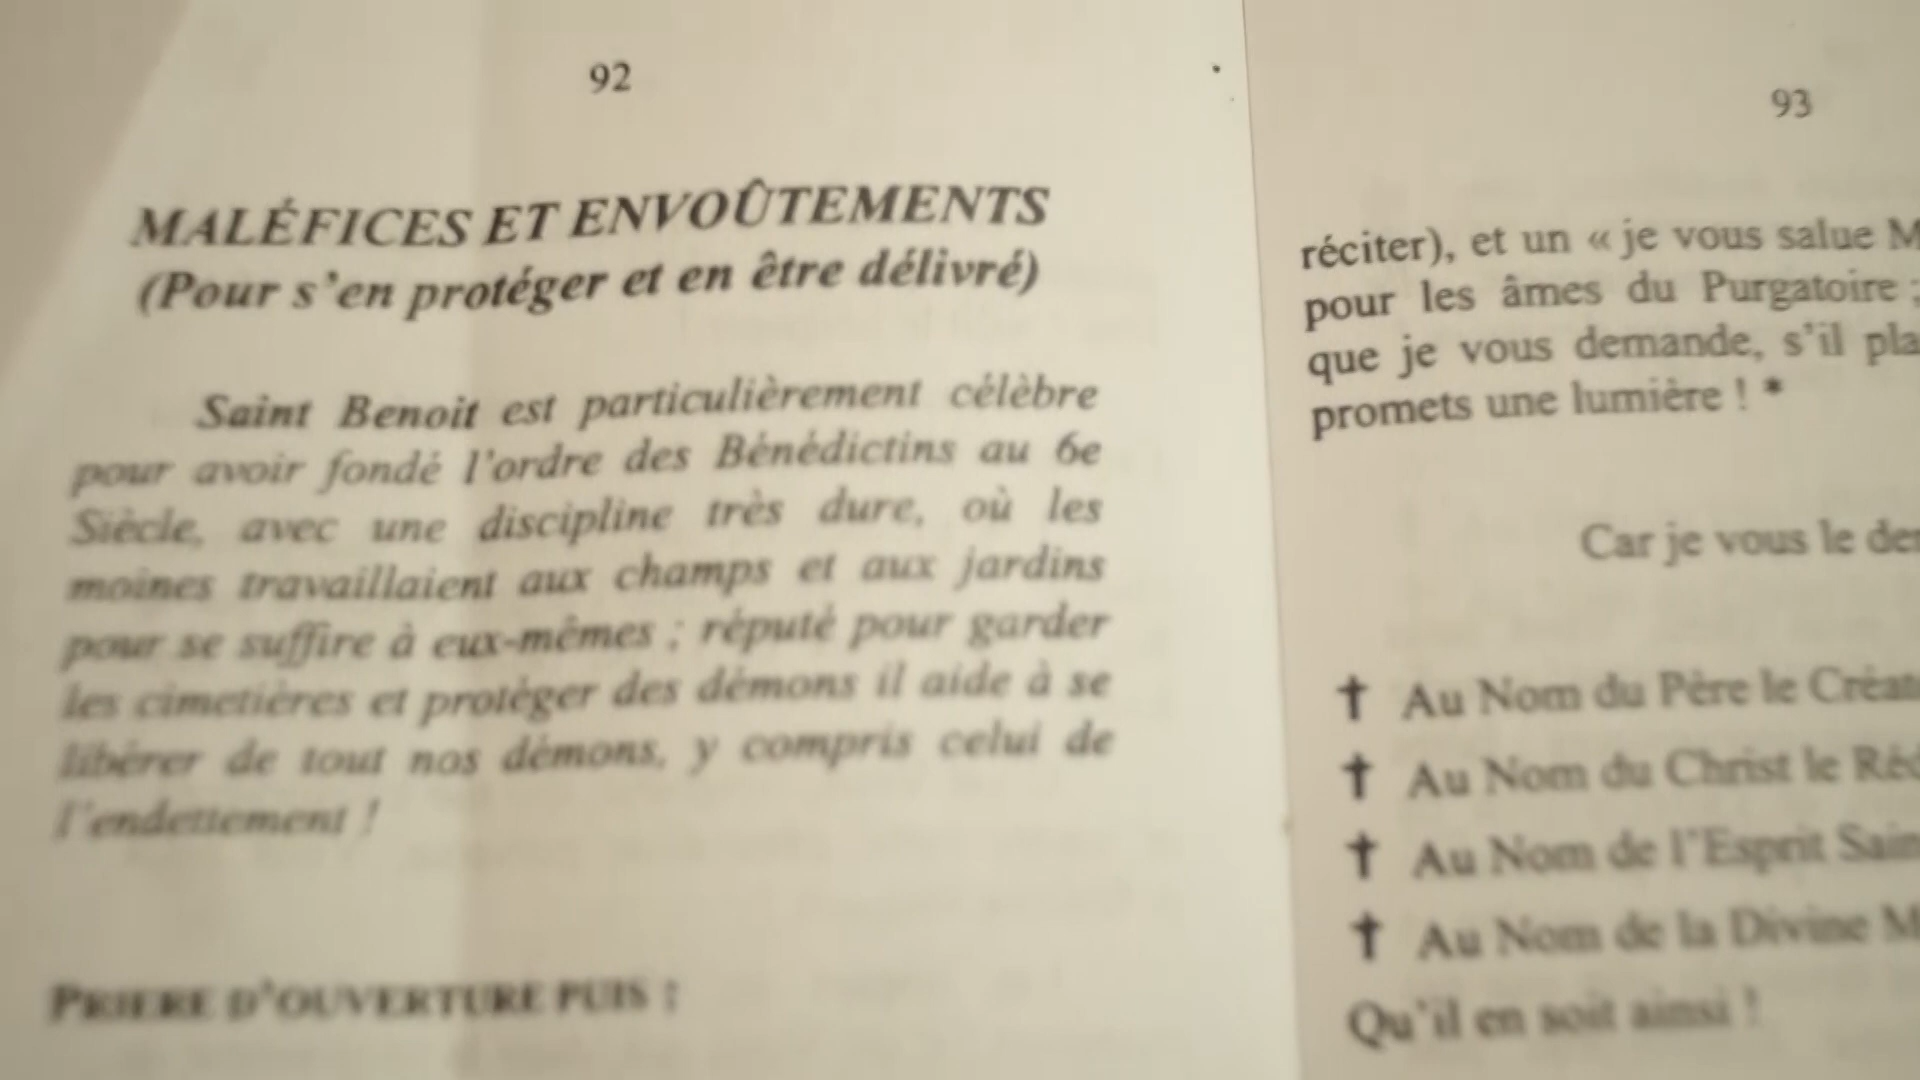 92
MALÉFICES ET ENVOÛTEMENTS
(Pour s'en protéger et en être délivré)
Saint Benoit est particulièrement célèbre
pour avoir fondé l'ordre des Bénédictins au 6e
Siècle, avec une discipline très dure, où les
moines travaillaient aux champs et aux jardins
pour se suffire à eux-mêmes ; réputé pour garder
les cimetières et protéger des démons il aide à se
libérer de tout nos démons, y compris celui de
l'endettement !
PRIERE D'OUVERTURE PUIS :
93
réciter), et un « je vous salue M
pour les âmes du Purgatoire ;
que je vous demande, s'il pla
promets une lumière ! *
Car je vous le de
† Au Nom du Père le Créat
† Au Nom du Christ le Réd
† Au Nom de l'Esprit Sain
† Au Nom de la Divine M
Qu'il en soit ainsi !